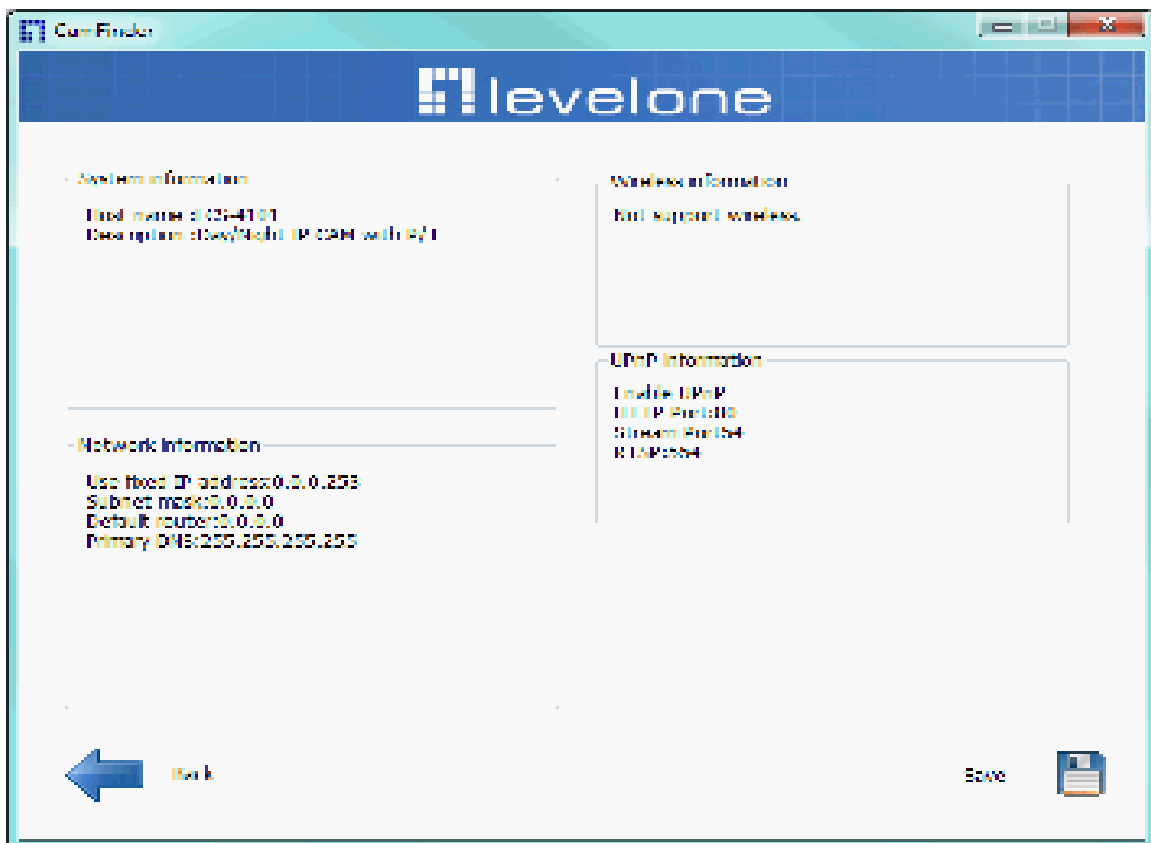 CamFinder
levelone
System information
Host name :FCS-4101
Description :Day/Night IP CAM with P/T
Network information
Use fixed IP address:0.0.0.253
Subnet mask:0.0.0.0
Default router:0.0.0.0
Primary DNS:255.255.255.255
Wireless information
Not support wireless.
UPnP Information
Enable UPnP
HTTP Port:80
Stream Port:54
RTSP:554
Back
Save